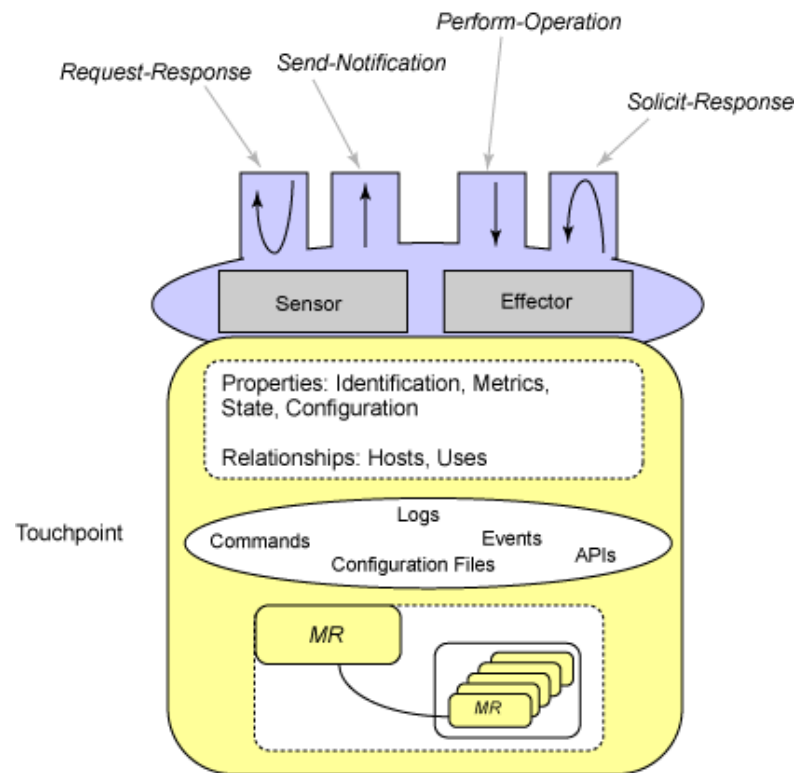 Perform-Operation
Send-Notification
Request-Response
Solicit-Response
Sensor
Effector
Properties: Identification, Metrics,
State, Configuration
Relationships: Hosts, Uses
Touchpoint
Logs
Commands
Events
Configuration Files
APIs
MR
MR